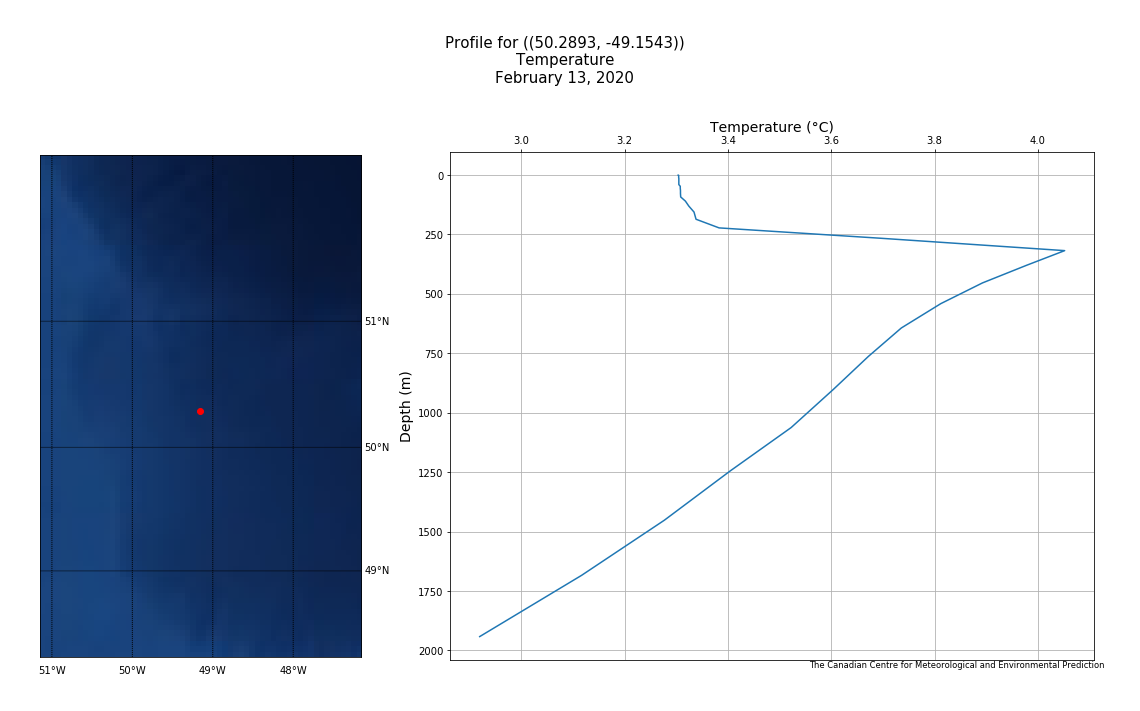 Profile for ((50.2893, -49.1543))
Temperature
February 13, 2020
Temperature (°C)
3.0 3.2 3.4 3.6 3.8 4.0
0
250
500
750
1000
1250
1500
1750
2000
Depth (m)
51°N
50°N
49°N
51°W 50°W 49°W 48°W
The Canadian Centre for Meteorological and Environmental Prediction